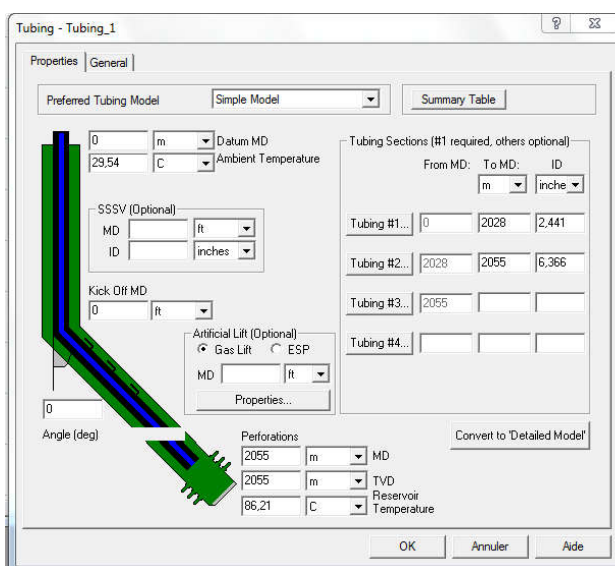 Tubing - Tubing_1
Properties General
Preferred Tubing Model Simple Model Summary Table
0 m Datum MD
29,54 C Ambient Temperature
SSSV (Optional)
MD ft
ID inches
Kick Off MD
0 ft
Artificial Lift (Optional)
Gas Lift ESP
MD ft
Properties...
0
Angle (deg)
Tubing Sections (#1 required, others optional)
From MD: To MD: ID
m inche
Tubing #1... 0 2028 2,441
Tubing #2... 2028 2055 6,366
Tubing #3... 2055
Tubing #4...
Convert to 'Detailed Model'
Perforations
2055 m MD
2055 m TVD
86,21 C Reservoir Temperature
OK Annuler Aide